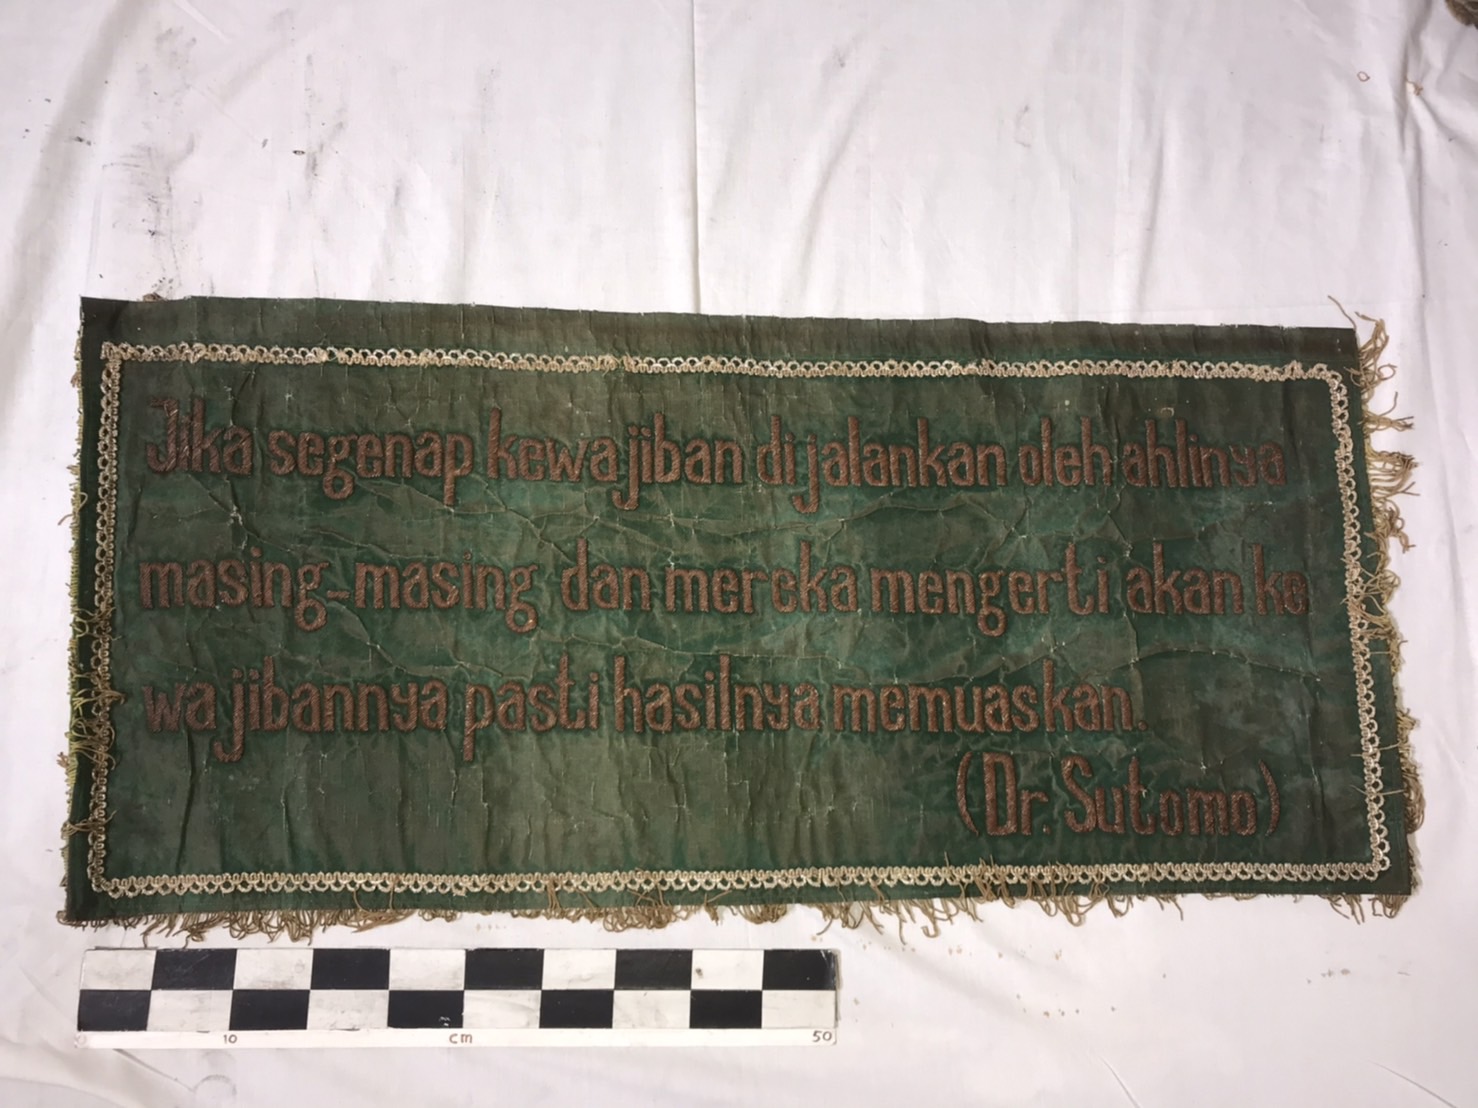 Jika segenap kewajiban dijalankan oleh ahlinya
masing-masing dan mereka mengerti akan ke
wajibannya pasti hasilnya memuaskan.
(Dr. Sutomo)
0 10 cm 50